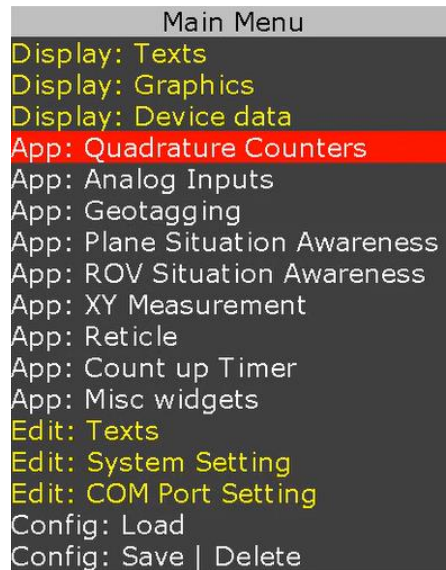 Main Menu
Display: Texts
Display: Graphics
Display: Device data
App: Quadrature Counters
App: Analog Inputs
App: Geotagging
App: Plane Situation Awareness
App: ROV Situation Awareness
App: XY Measurement
App: Reticle
App: Count up Timer
App: Misc widgets
Edit: Texts
Edit: System Setting
Edit: COM Port Setting
Config: Load
Config: Save | Delete